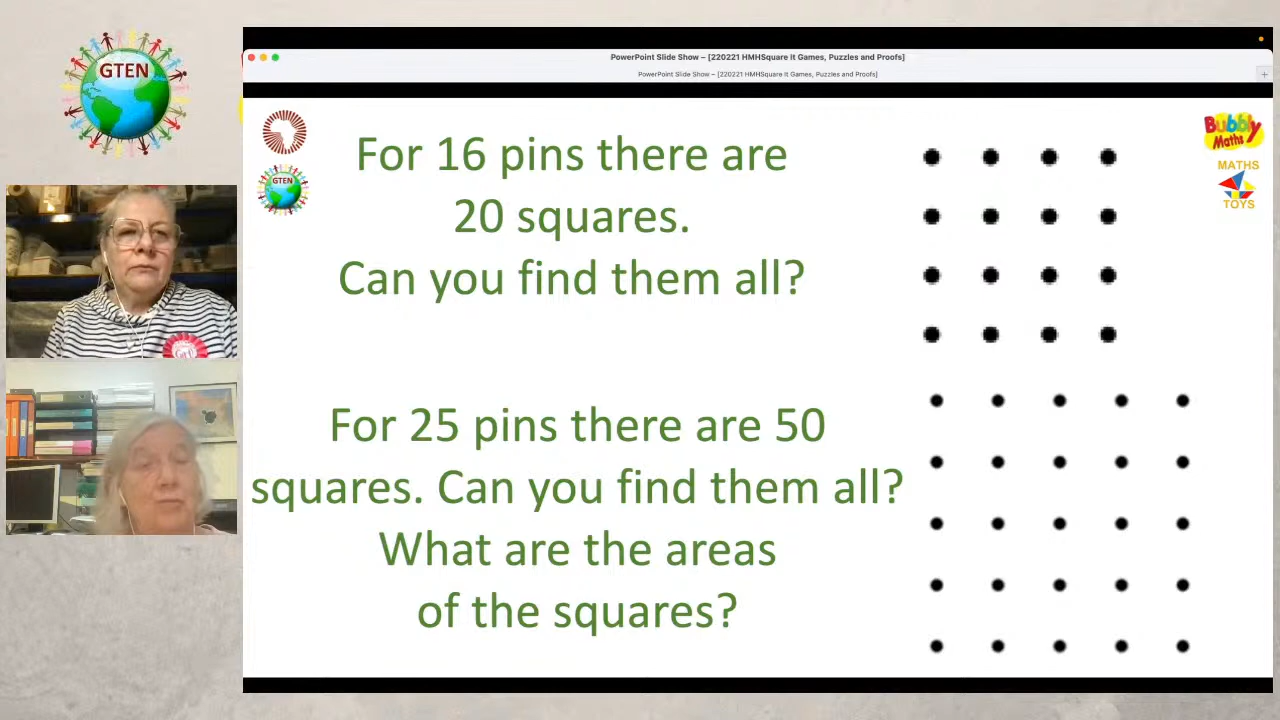 GTEN
PowerPoint Slide Show – [220221 HMHSquare It Games, Puzzles and Proofs]
PowerPoint Slide Show – [220221 HMHSquare It Games, Puzzles and Proofs]
GTEN
For 16 pins there are
20 squares.
Can you find them all?
Bubbly
Maths
MATHS
TOYS
For 25 pins there are 50
squares. Can you find them all?
What are the areas
of the squares?